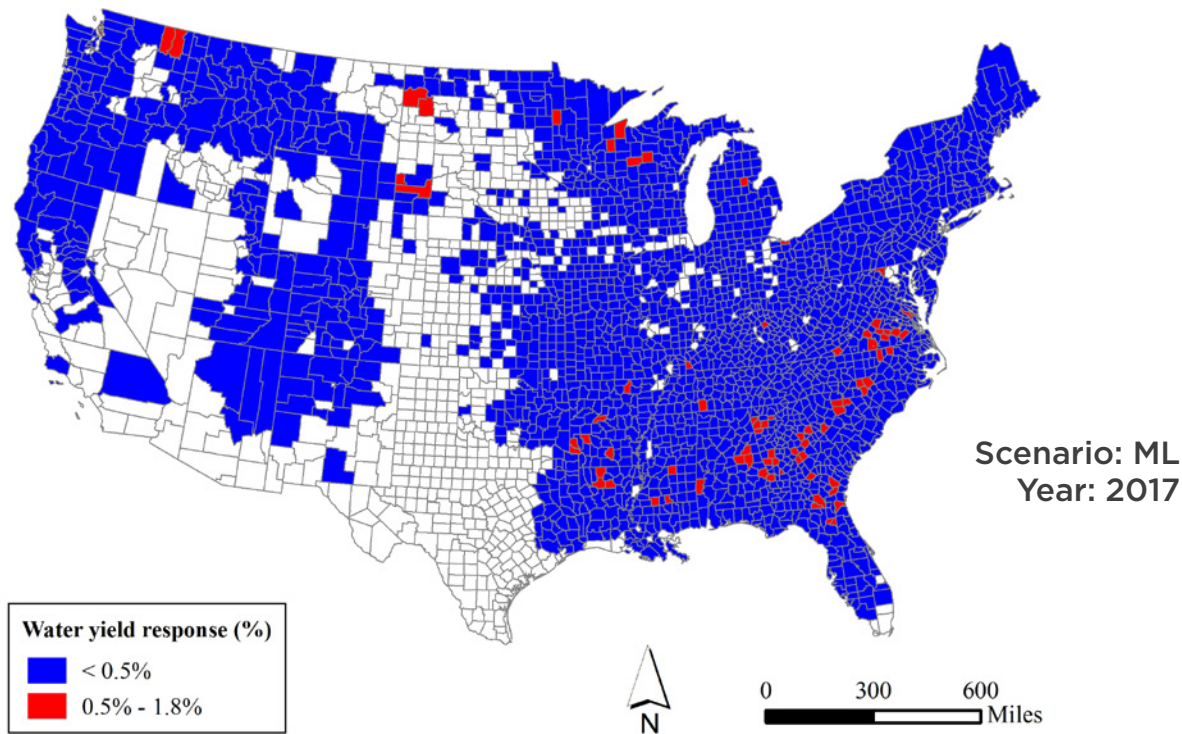 Scenario: ML
Year: 2017
Water yield response (%)
< 0.5%
0.5% - 1.8%
N
0 300 600
Miles